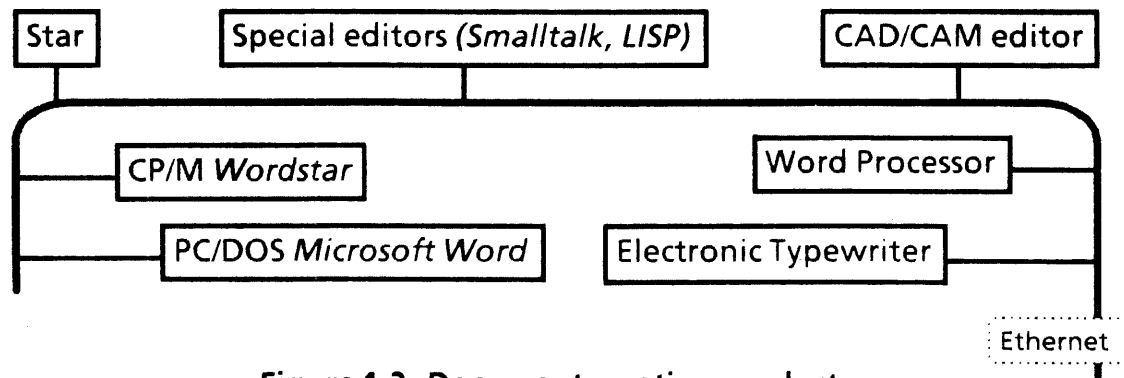 Star
Special editors (Smalltalk, LISP)
CAD/CAM editor
CP/M Wordstar
Word Processor
PC/DOS Microsoft Word
Electronic Typewriter
Ethernet